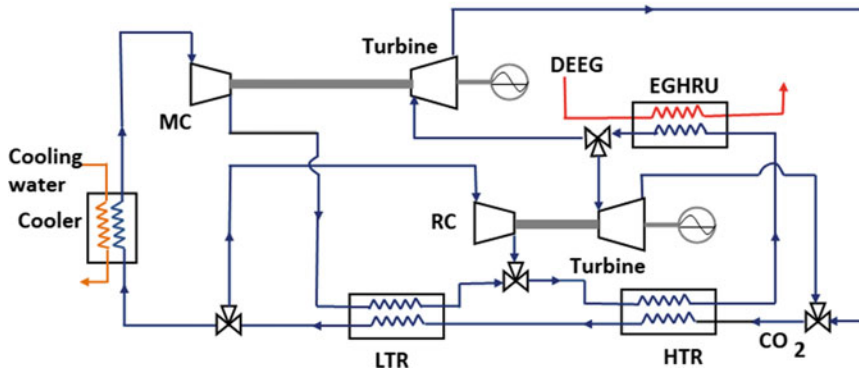 Turbine
DEEG
EGHRU
MC
Cooling
water
Cooler
RC
Turbine
LTR
HTR
CO 2